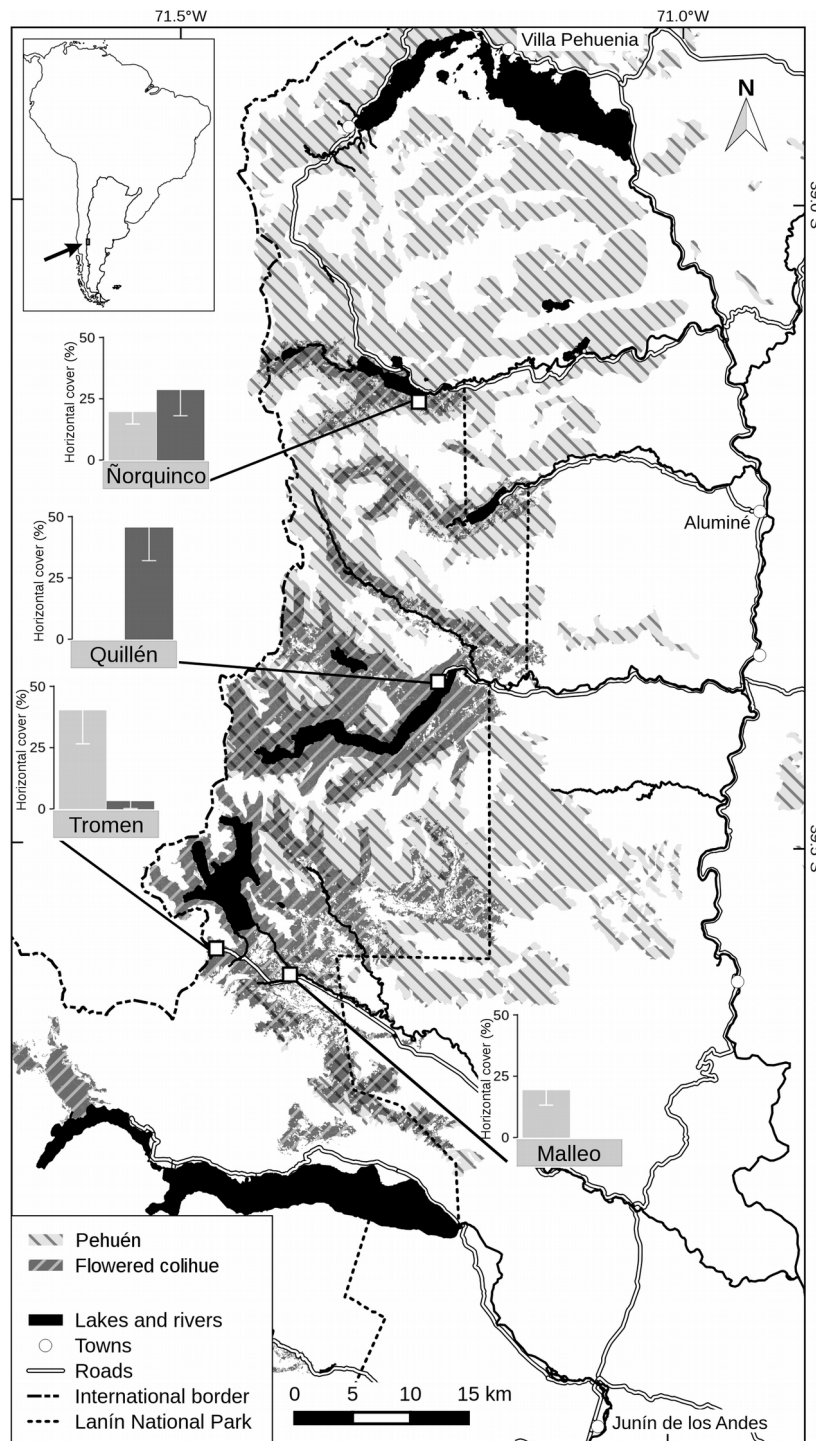 71.5°W
71.0°W
Villa Pehuenia
N
50
25
0
Horizontal cover (%)
Ñorquinco
50
25
0
Horizontal cover (%)
Quillén
Aluminé
50
25
0
Horizontal cover (%)
Tromen
50
25
0
Horizontal cover (%)
Malleo
Pehuén
Flowered colihue
Lakes and rivers
Towns
Roads
International border
Lanín National Park
0 5 10 15 km
Junín de los Andes